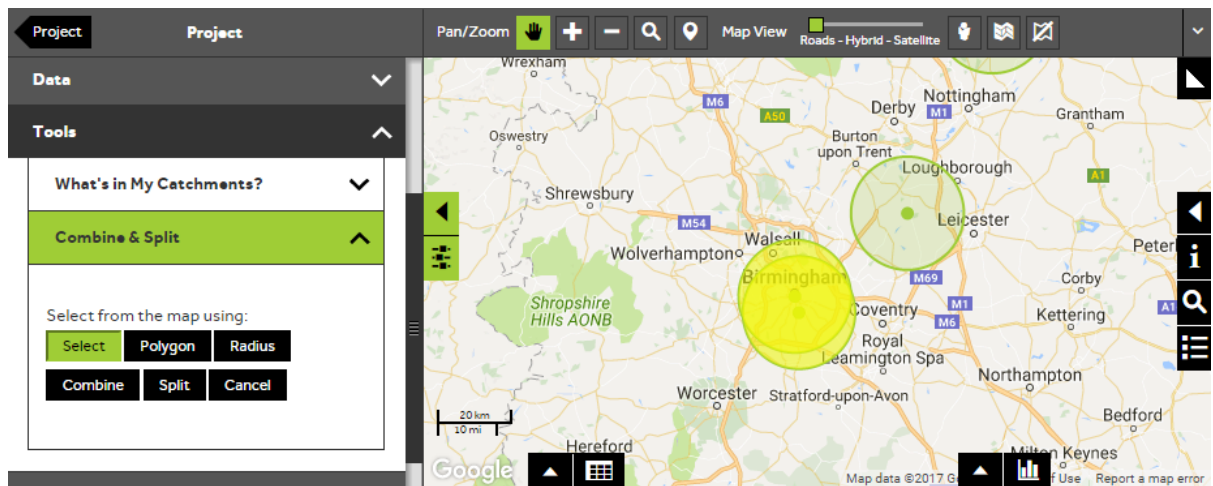 Project
Project
Pan/Zoom
Map View
Roads - Hybrid - Satellite
Data
Tools
What's in My Catchments?
Combine & Split
Select from the map using:
Select
Polygon
Radius
Combine
Split
Cancel
Wrexham
Nottingham
M6
Derby
M1
A50
Grantham
Oswestry
Burton
upon Trent
Loughborough
A1
Shrewsbury
Leicester
M54
Walsall
Wolverhampton
Birmingham
M69
Corby
Shropshire
Hills AONB
Coventry
M1
M6
Kettering
A1
Royal
Leamington Spa
Northampton
Worcester
Stratford-upon-Avon
20 km
10 mi
Bedford
Hereford
Milton Keynes
Google
Map data ©2017
of Use
Report a map error